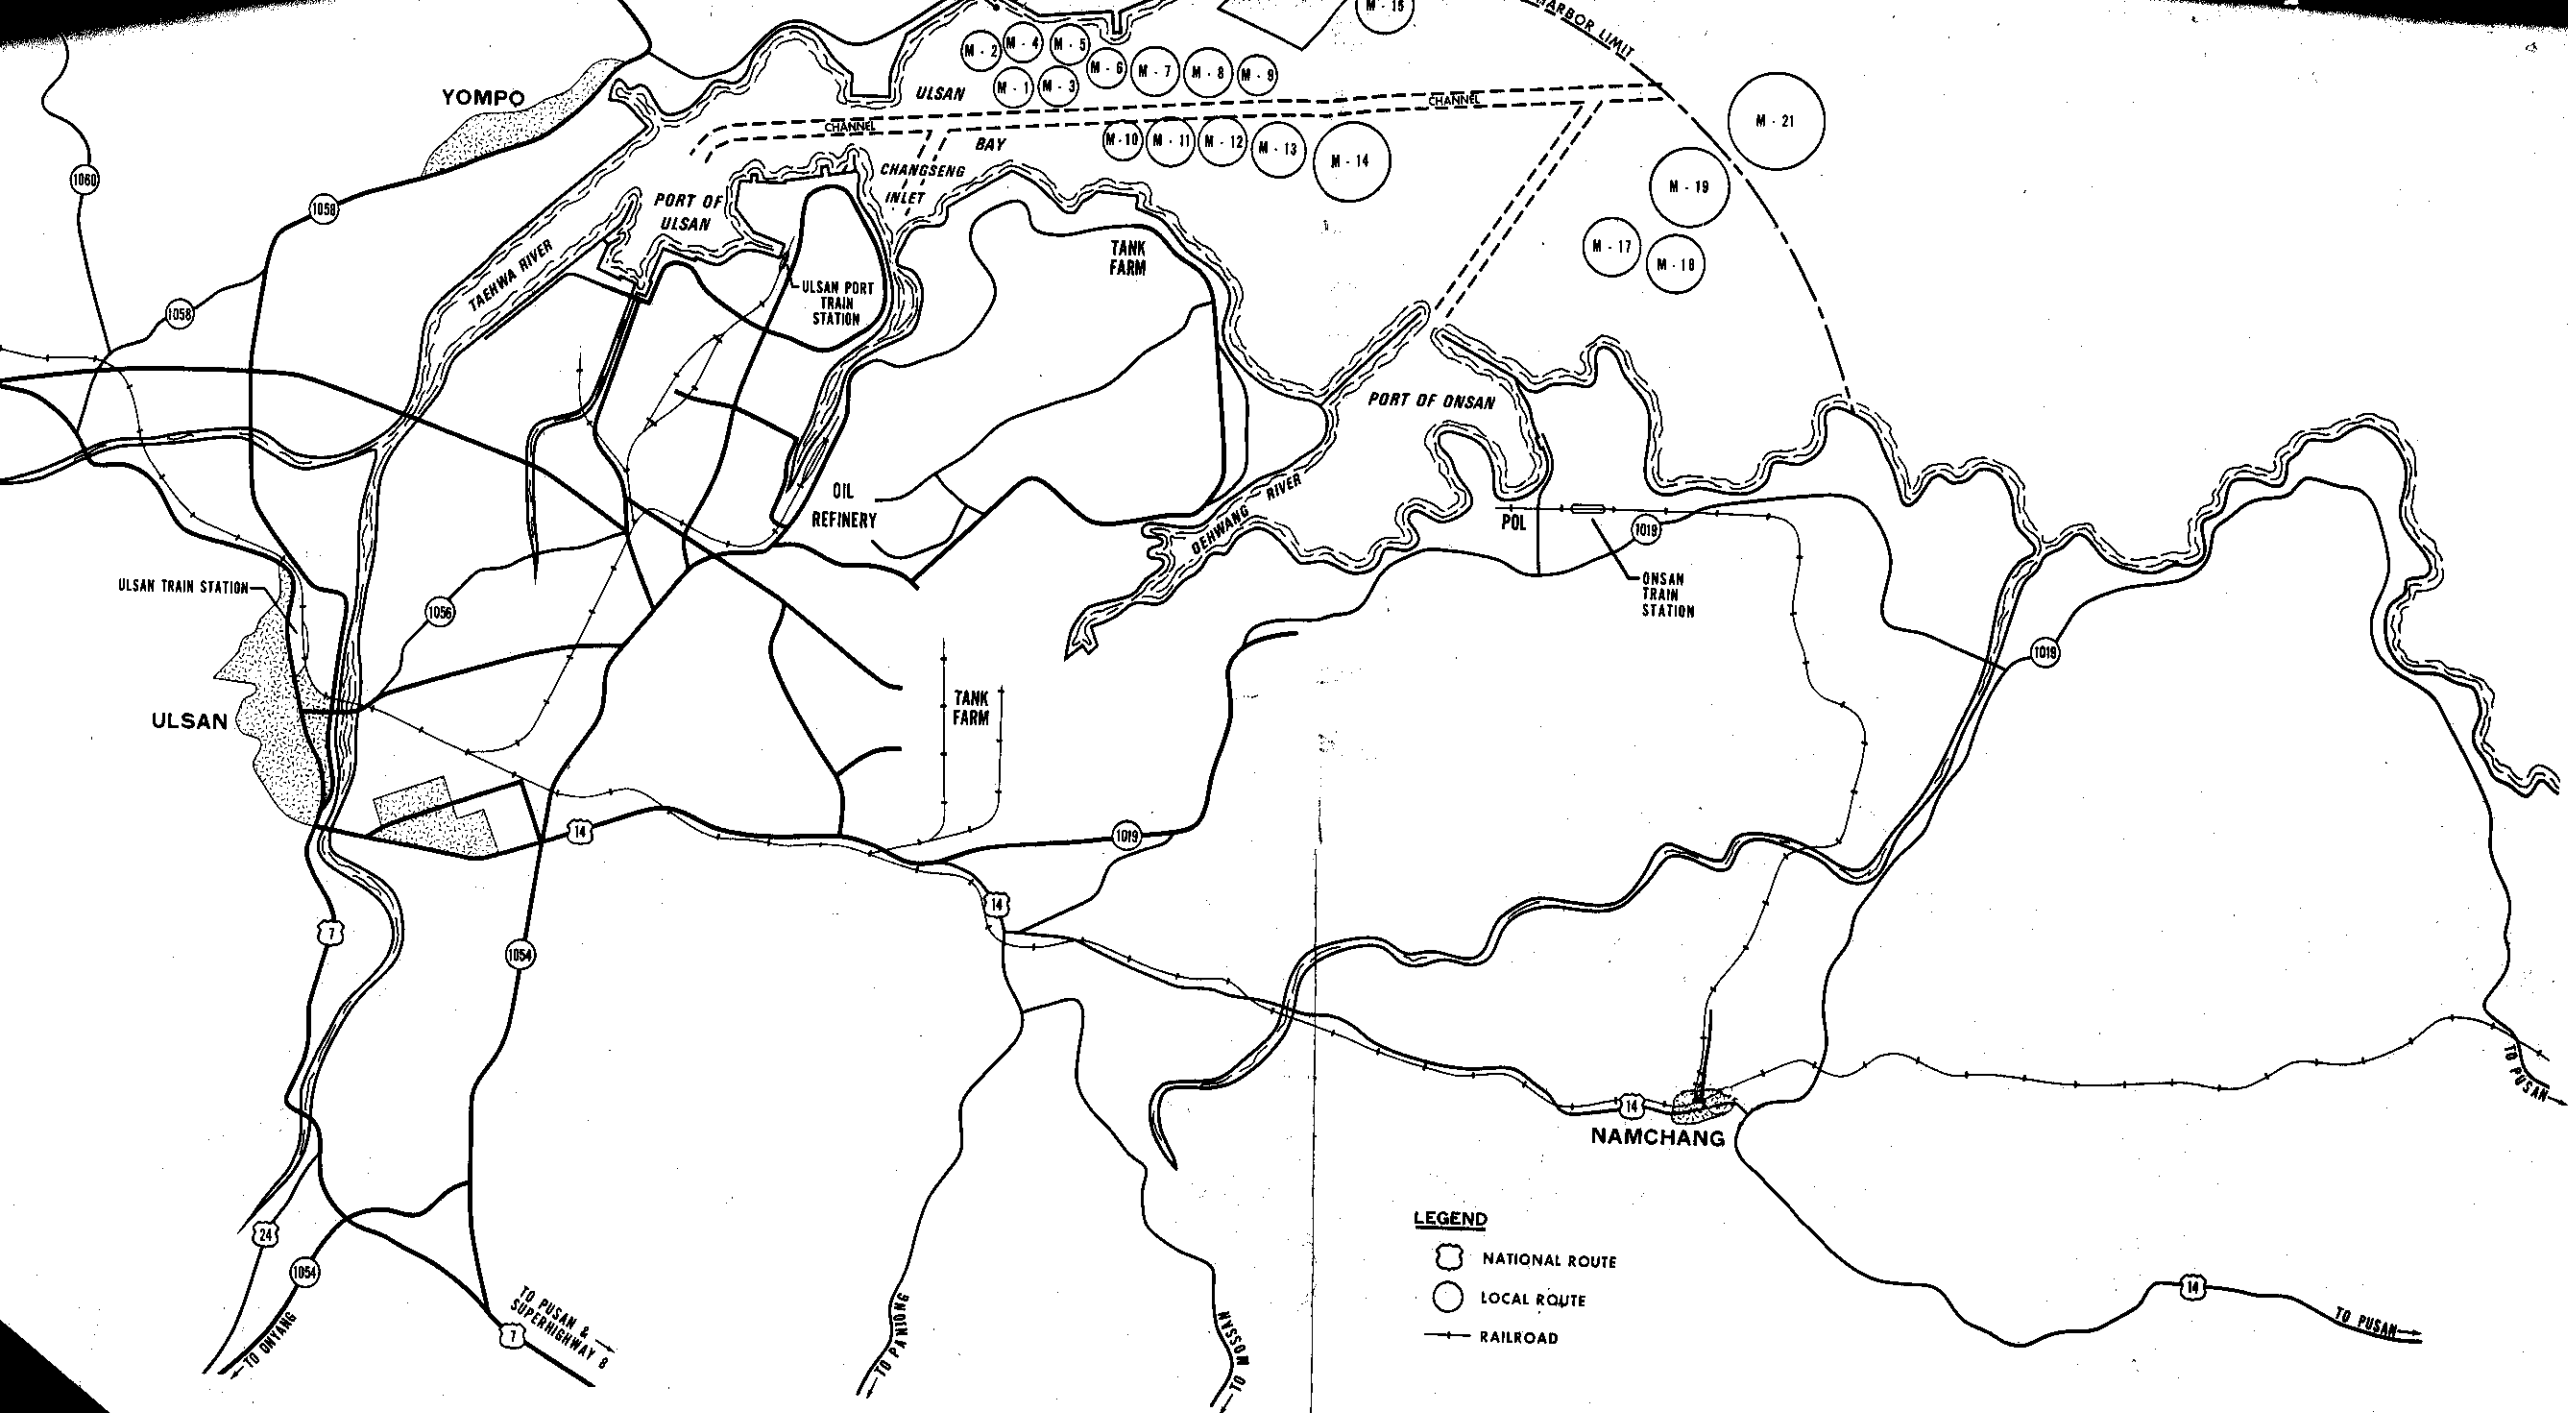 HARBOR LIMIT
M - 15
M - 2
M - 4
M - 5
M - 6
M - 7
M - 8
M - 9
M - 1
M - 3
YOMPO
ULSAN
BAY
CHANNEL
CHANNEL
M - 10
M - 11
M - 12
M - 13
M - 14
M - 21
M - 19
M - 17
M - 18
1060
1058
1058
CHANGSENG
INLET
PORT OF
ULSAN
TAEHWA RIVER
TANK
FARM
ULSAN PORT
TRAIN
STATION
PORT OF ONSAN
OIL
REFINERY
OEHWANG RIVER
POL
1019
ONSAN
TRAIN
STATION
ULSAN TRAIN STATION
1056
1019
ULSAN
TANK
FARM
14
1019
14
7
1054
14
NAMCHANG
TO PUSAN
24
1054
TO ONYANG
TO PUSAN &
SUPERHIGHWAY 8
7
TO PANJONG
TO MOSSAN
LEGEND
NATIONAL ROUTE
LOCAL ROUTE
RAILROAD
14
TO PUSAN